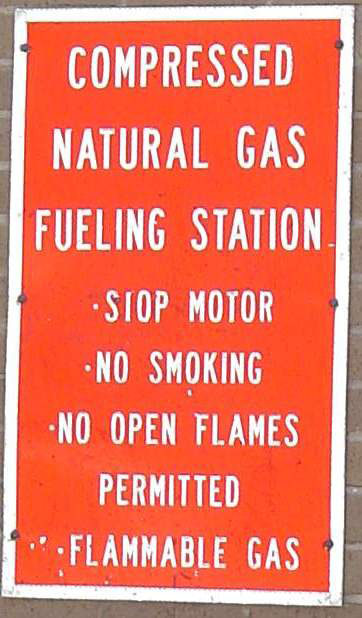 COMPRESSED
NATURAL GAS
FUELING STATION
·STOP MOTOR
·NO SMOKING
·NO OPEN FLAMES
PERMITTED
·FLAMMABLE GAS